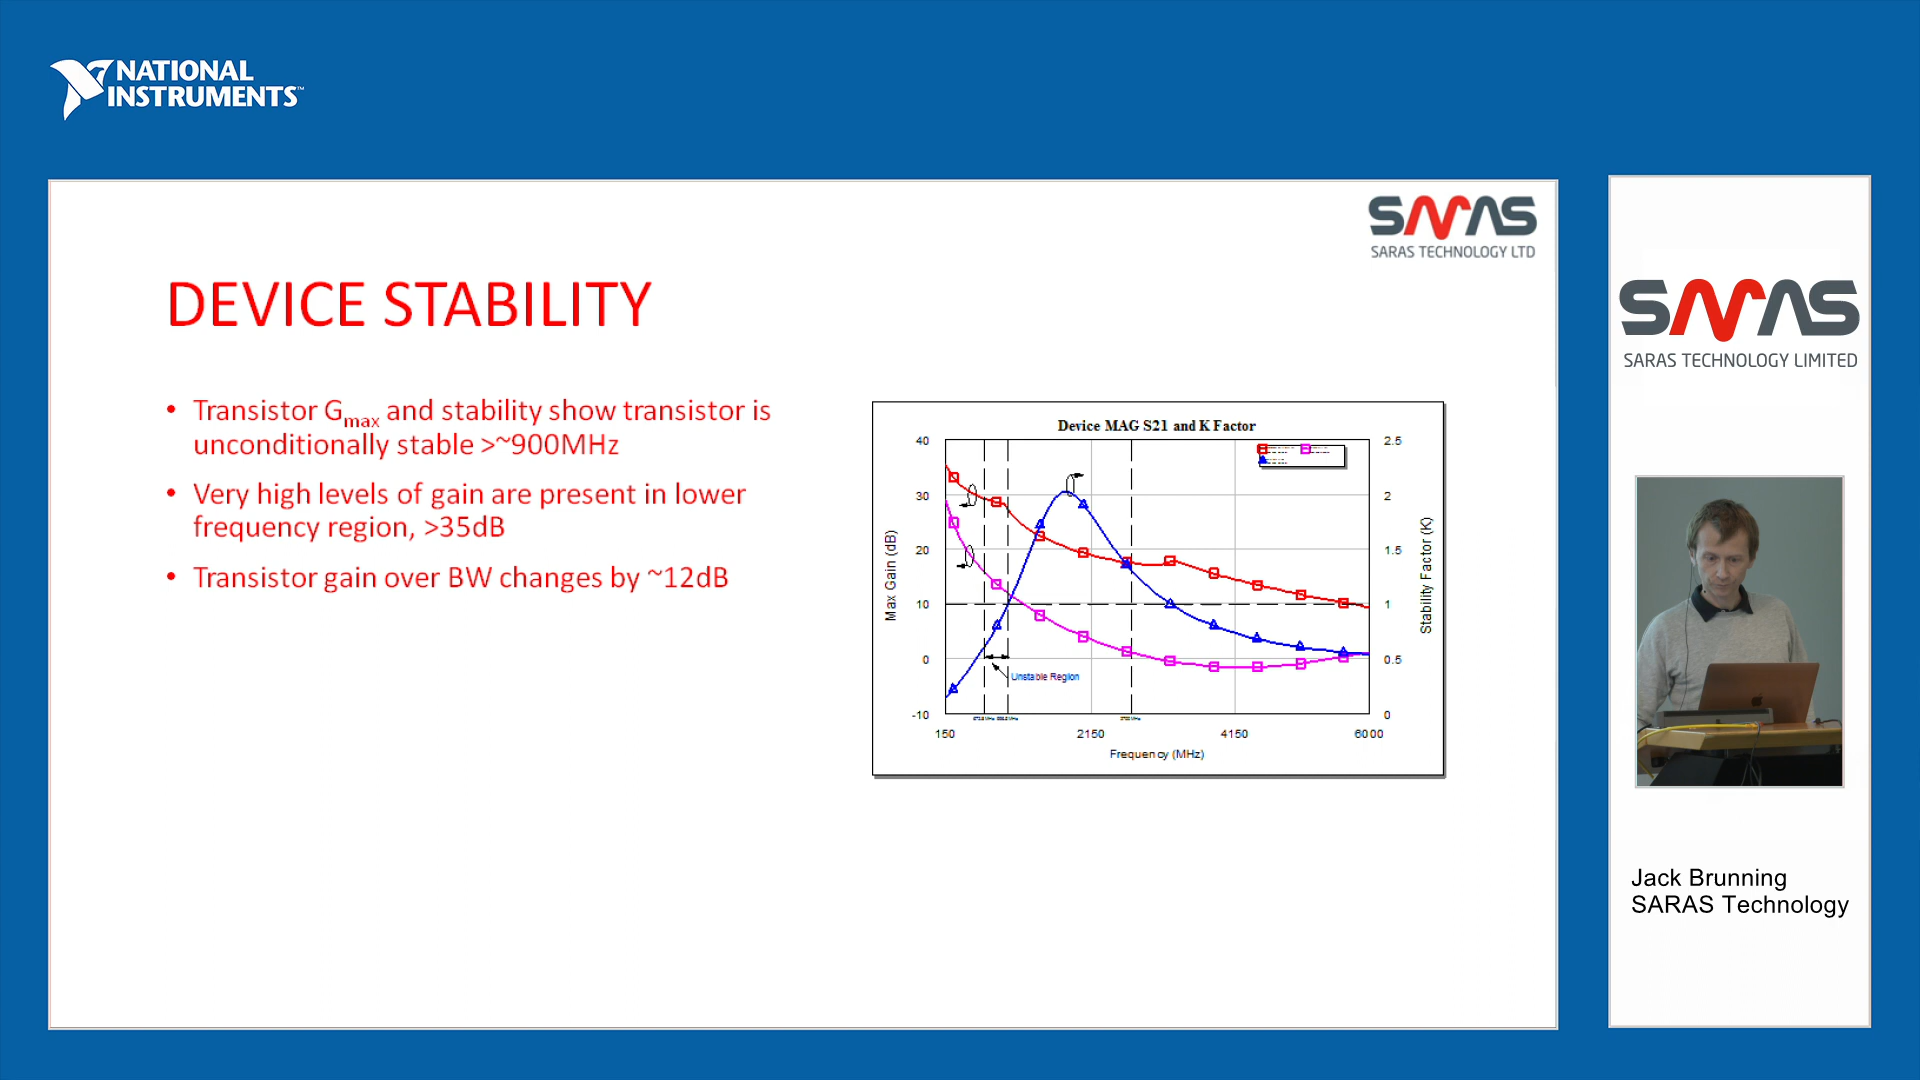 NATIONAL
INSTRUMENTS
SARAS
SARAS TECHNOLOGY LTD
DEVICE STABILITY
• Transistor Gmax and stability show transistor is
unconditionally stable >~900MHz
• Very high levels of gain are present in lower
frequency region, >35dB
• Transistor gain over BW changes by ~12dB
Device MAG S21 and K Factor
40 2.5
30 2
20 1.5
10 1
0 0.5
-10 0
Max Gain (dB)
Stability Factor (K)
Unstable Region
150 2150 4150 6000
Frequency (MHz)
SARAS
SARAS TECHNOLOGY LIMITED
Jack Brunning
SARAS Technology